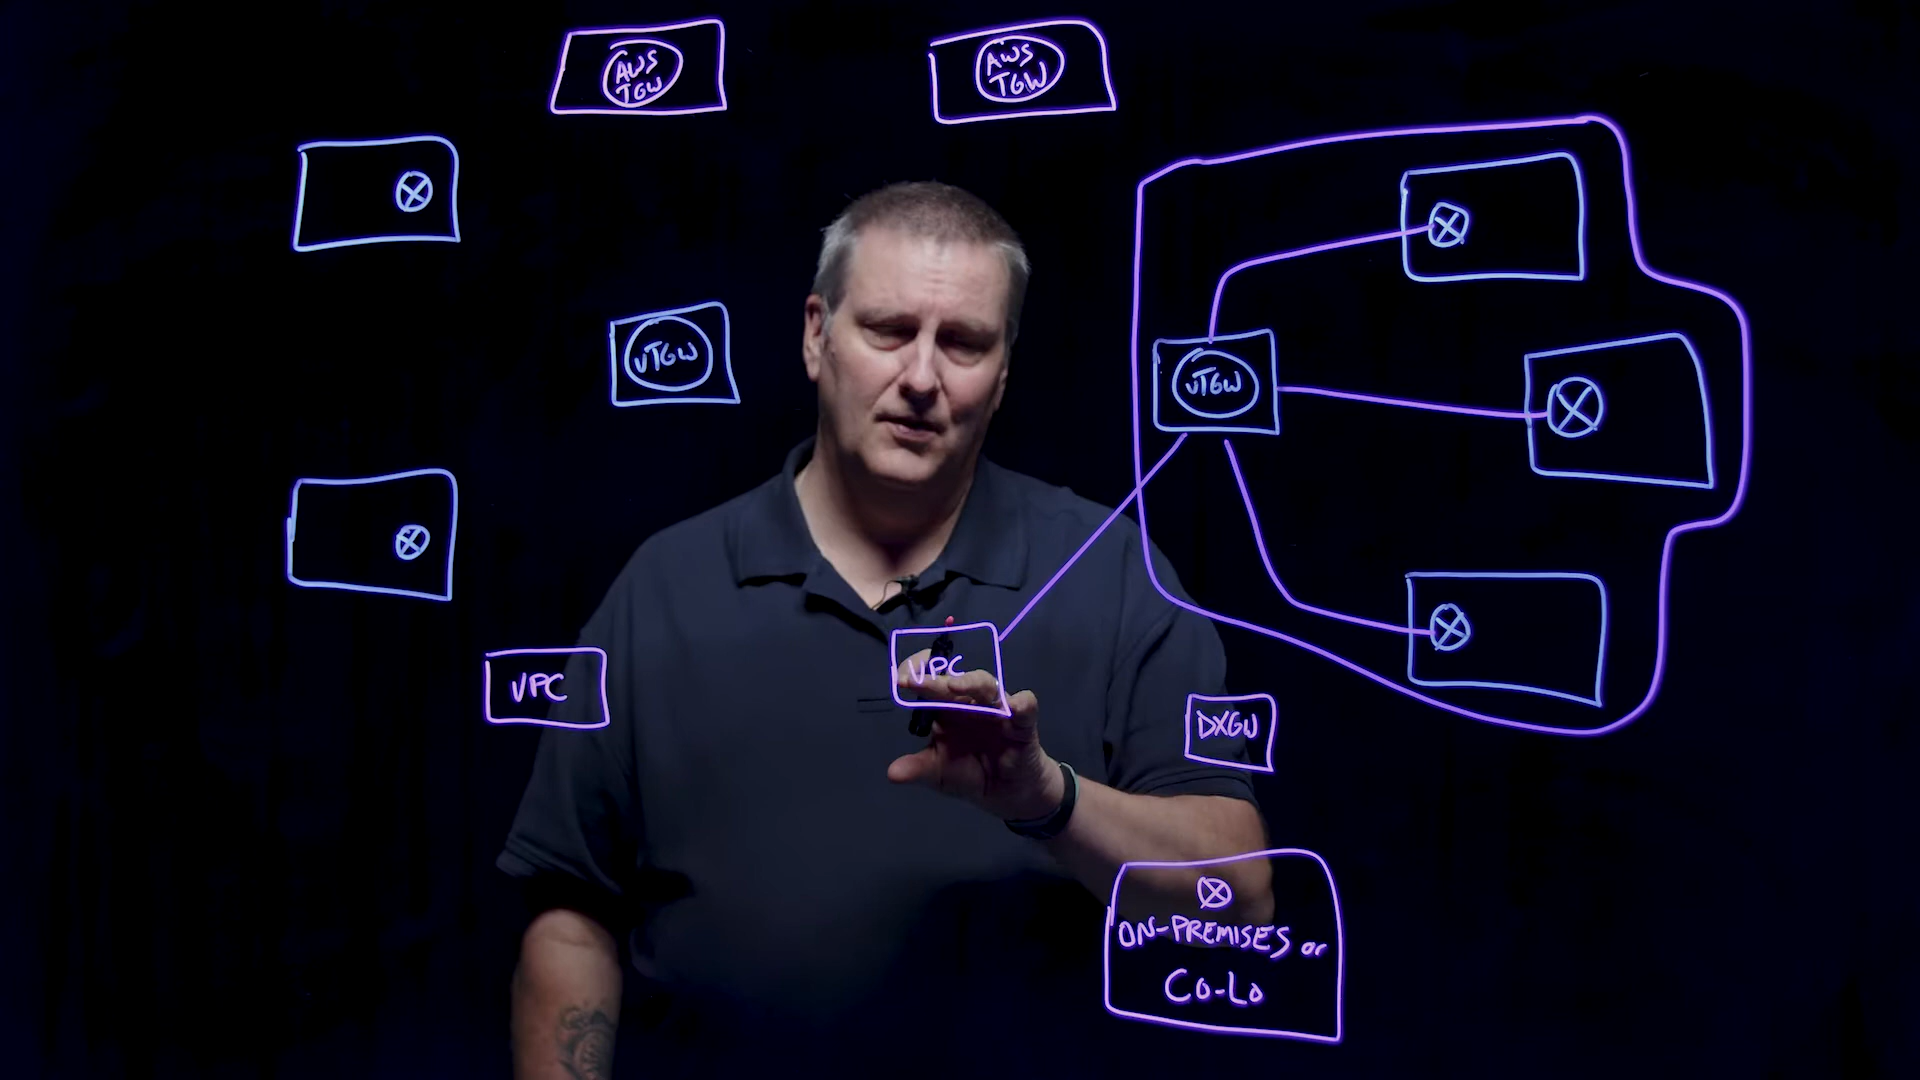 AWS
TGW
AWS
TGW
vTGW
vTGW
VPC
VPC
DXGW
ON-PREMISES or
Co-Lo